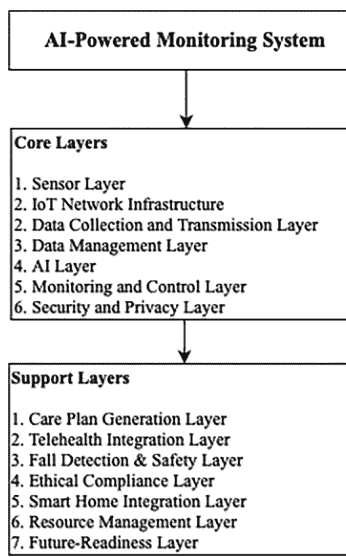 AI-Powered Monitoring System
Core Layers
1. Sensor Layer
2. IoT Network Infrastructure
2. Data Collection and Transmission Layer
3. Data Management Layer
4. AI Layer
5. Monitoring and Control Layer
6. Security and Privacy Layer
Support Layers
1. Care Plan Generation Layer
2. Telehealth Integration Layer
3. Fall Detection & Safety Layer
4. Ethical Compliance Layer
5. Smart Home Integration Layer
6. Resource Management Layer
7. Future-Readiness Layer